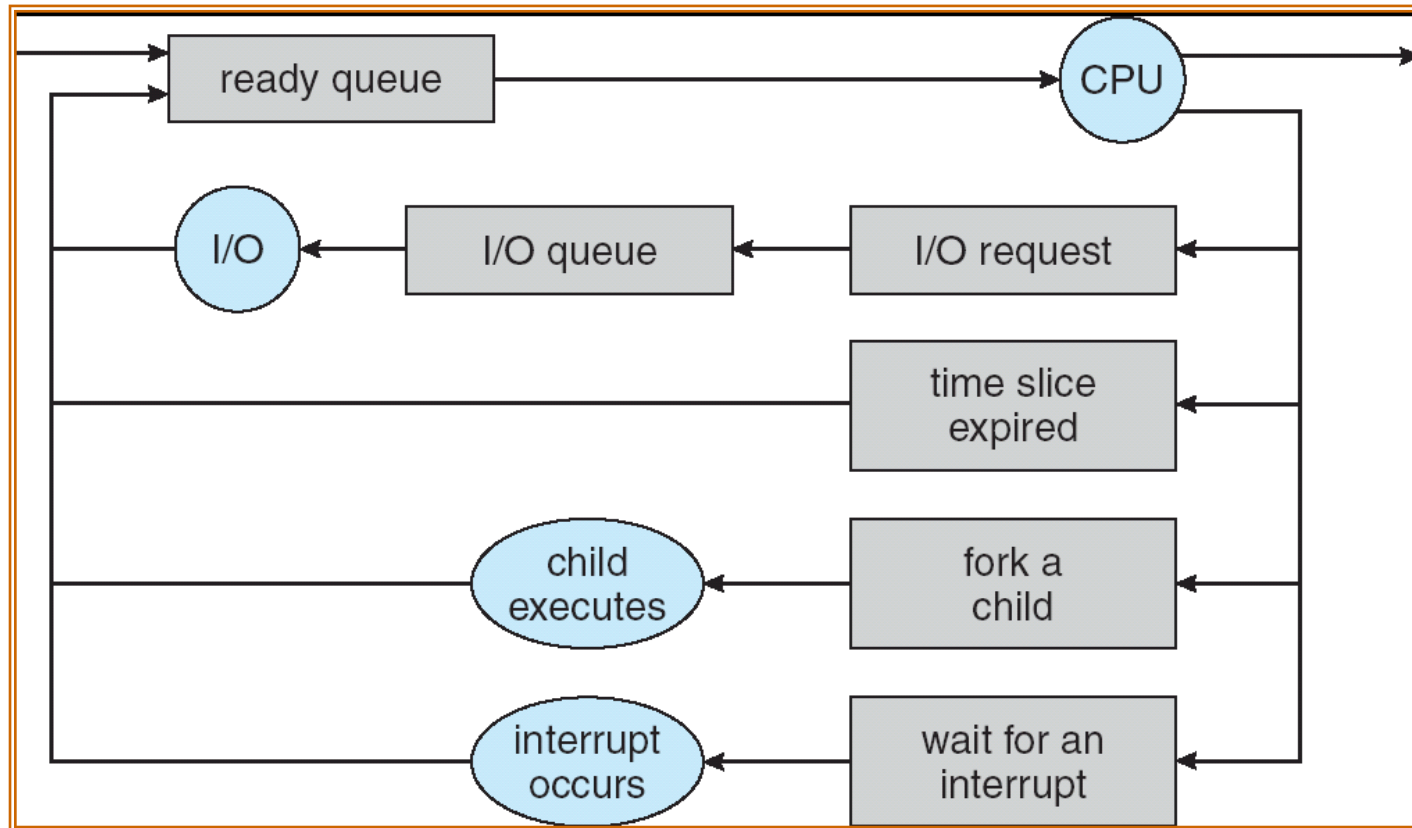 ready queue
CPU
I/O
I/O queue
I/O request
time slice
expired
child
executes
fork a
child
interrupt
occurs
wait for an
interrupt